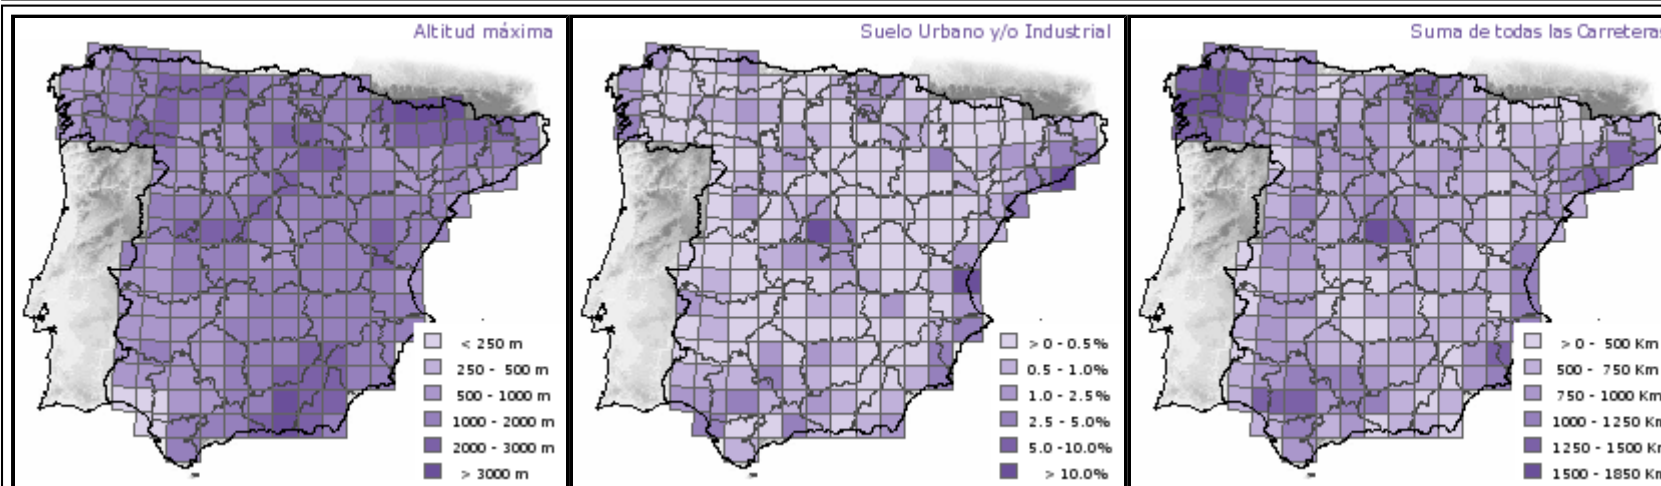 Altitud máxima
< 250 m
250 - 500 m
500 - 1000 m
1000 - 2000 m
2000 - 3000 m
> 3000 m
Suelo Urbano y/o Industrial
> 0 - 0.5%
0.5 - 1.0%
1.0 - 2.5%
2.5 - 5.0%
5.0 -10.0%
> 10.0%
Suma de todas las Carreteras
> 0 - 500 Km
500 - 750 Km
750 - 1000 Km
1000 - 1250 Km
1250 - 1500 Km
1500 - 1850 Km